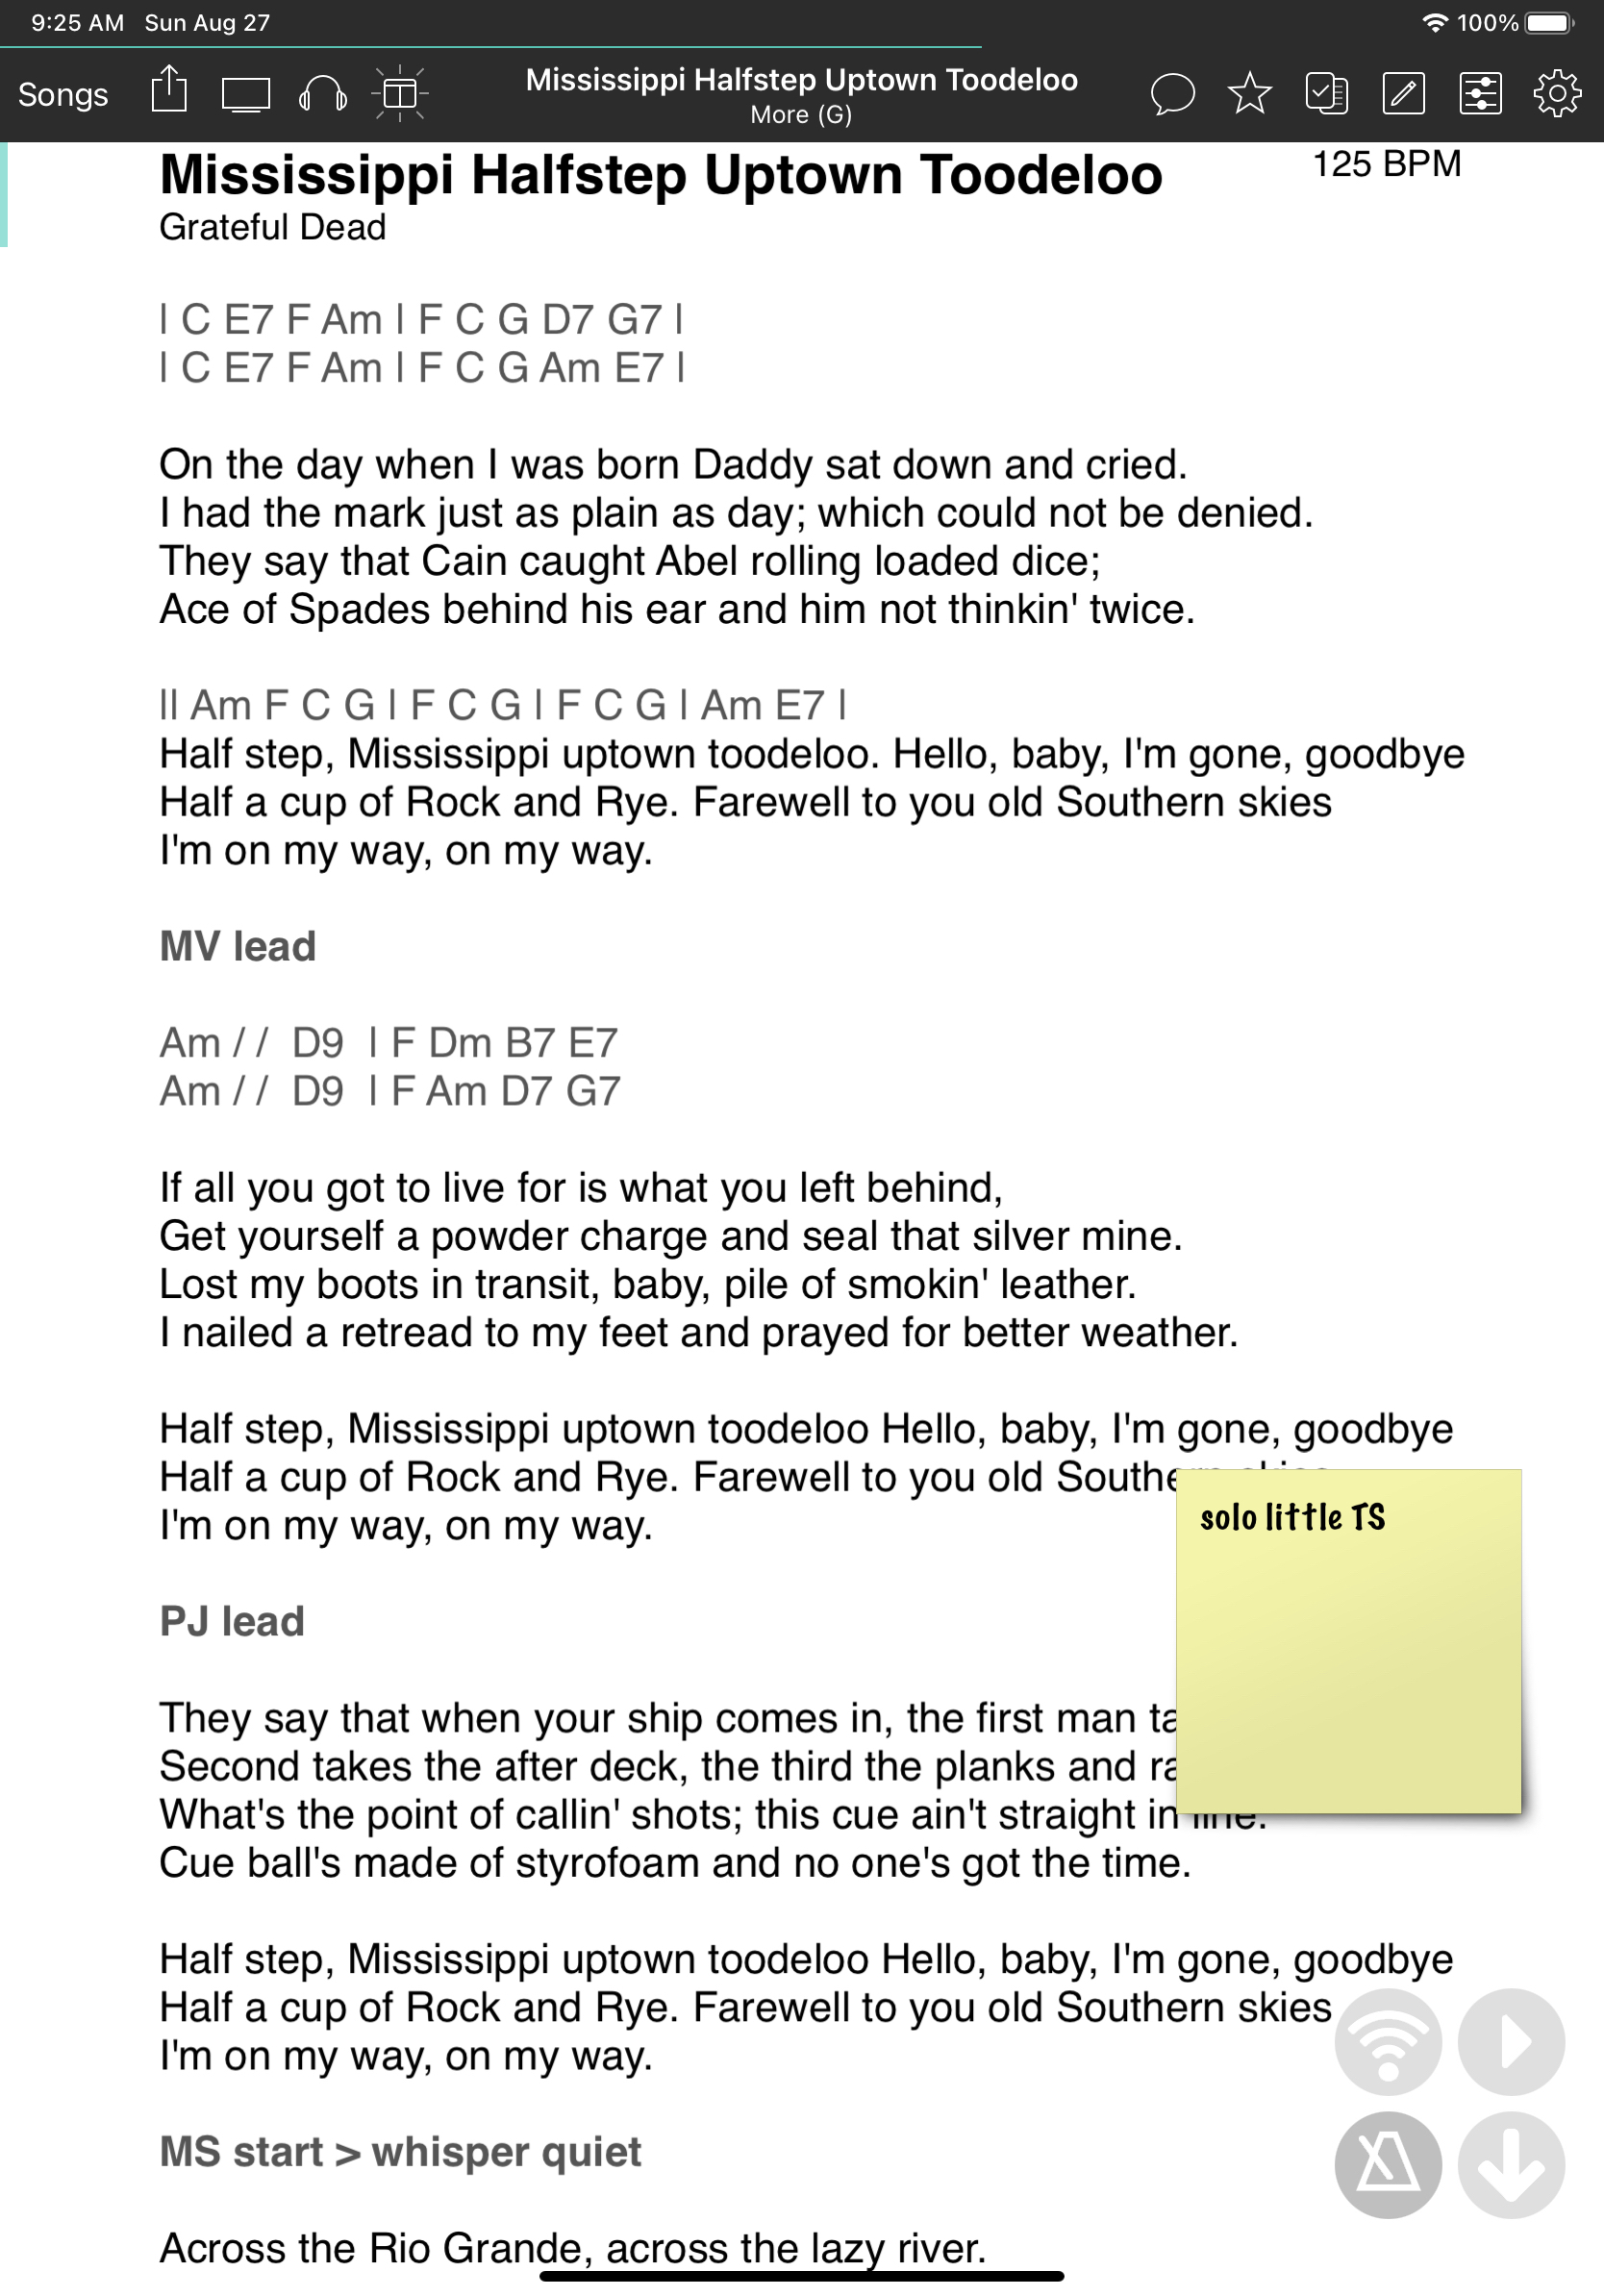 9:25 AM Sun Aug 27
100%
Songs
Mississippi Halfstep Uptown Toodeloo
More (G)
Mississippi Halfstep Uptown Toodeloo
125 BPM
Grateful Dead
| C E7 F Am | F C G D7 G7 |
| C E7 F Am | F C G Am E7 |
On the day when I was born Daddy sat down and cried.
I had the mark just as plain as day; which could not be denied.
They say that Cain caught Abel rolling loaded dice;
Ace of Spades behind his ear and him not thinkin' twice.
|| Am F C G | F C G | F C G | Am E7 |
Half step, Mississippi uptown toodeloo. Hello, baby, I'm gone, goodbye
Half a cup of Rock and Rye. Farewell to you old Southern skies
I'm on my way, on my way.
MV lead
Am / / D9 | F Dm B7 E7
Am / / D9 | F Am D7 G7
If all you got to live for is what you left behind,
Get yourself a powder charge and seal that silver mine.
Lost my boots in transit, baby, pile of smokin' leather.
I nailed a retread to my feet and prayed for better weather.
Half step, Mississippi uptown toodeloo Hello, baby, I'm gone, goodbye
Half a cup of Rock and Rye. Farewell to you old
I'm on my way, on my way.
solo little TS
PJ lead
They say that when your ship comes in, the first man
Second takes the after deck, the third the planks and
What's the point of callin' shots; this cue ain't straight in line.
Cue ball's made of styrofoam and no one's got the time.
Half step, Mississippi uptown toodeloo Hello, baby, I'm gone, goodbye
Half a cup of Rock and Rye. Farewell to you old Southern skies
I'm on my way, on my way.
MS start > whisper quiet
Across the Rio Grande, across the lazy river.